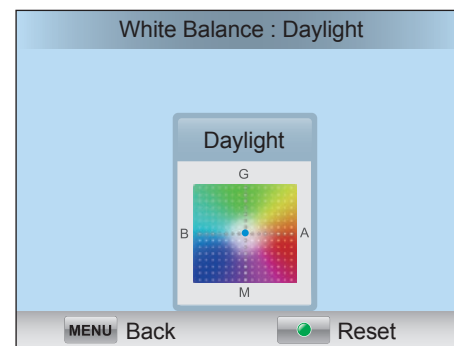 White Balance : Daylight
Daylight
G
B A
M
MENU Back Reset